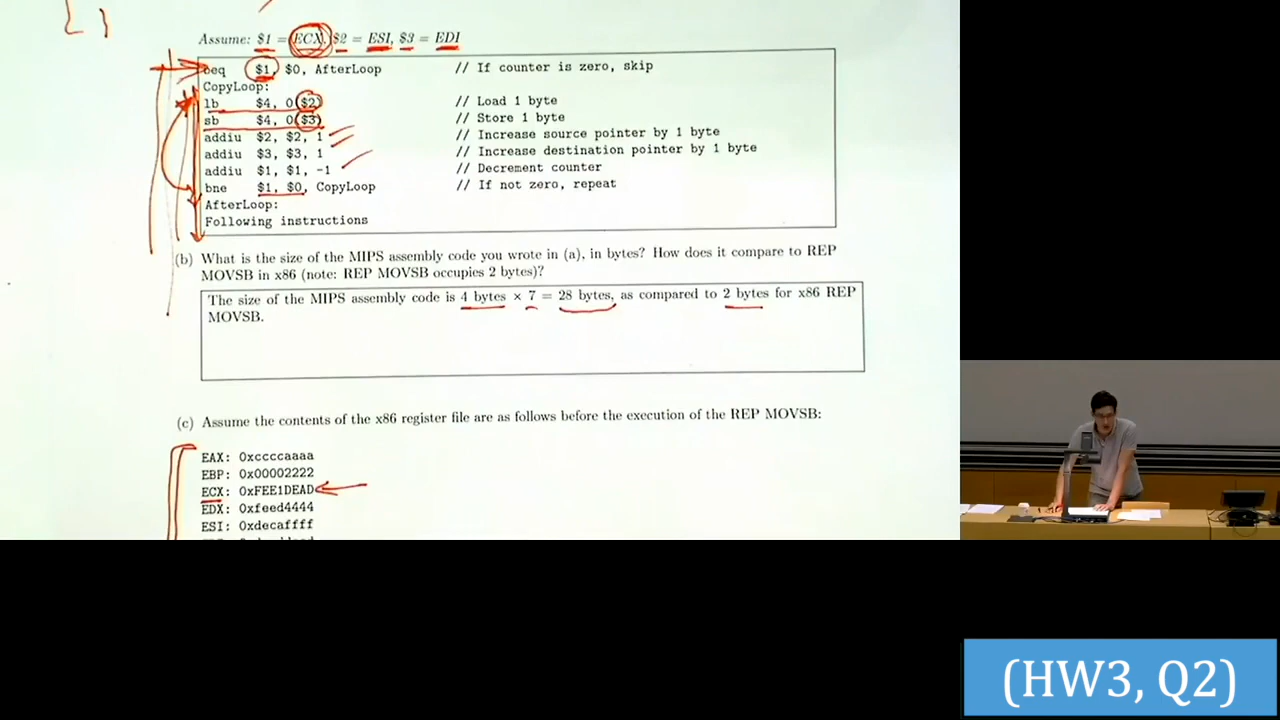 Assume: $1 = ECX, $2 = ESI, $3 = EDI
beq $1, $0, AfterLoop // If counter is zero, skip
CopyLoop:
lb $4, 0($2) // Load 1 byte
sb $4, 0($3) // Store 1 byte
addiu $2, $2, 1 // Increase source pointer by 1 byte
addiu $3, $3, 1 // Increase destination pointer by 1 byte
addiu $1, $1, -1 // Decrement counter
bne $1, $0, CopyLoop // If not zero, repeat
AfterLoop:
Following instructions
(b) What is the size of the MIPS assembly code you wrote in (a), in bytes? How does it compare to REP
MOVSB in x86 (note: REP MOVSB occupies 2 bytes)?
The size of the MIPS assembly code is 4 bytes × 7 = 28 bytes, as compared to 2 bytes for x86 REP
MOVSB.
(c) Assume the contents of the x86 register file are as follows before the execution of the REP MOVSB:
EAX: 0xccccaaaa
EBP: 0x00002222
ECX: 0xFEE1DEAD
EDX: 0xfeed4444
ESI: 0xdecaffff
(HW3, Q2)